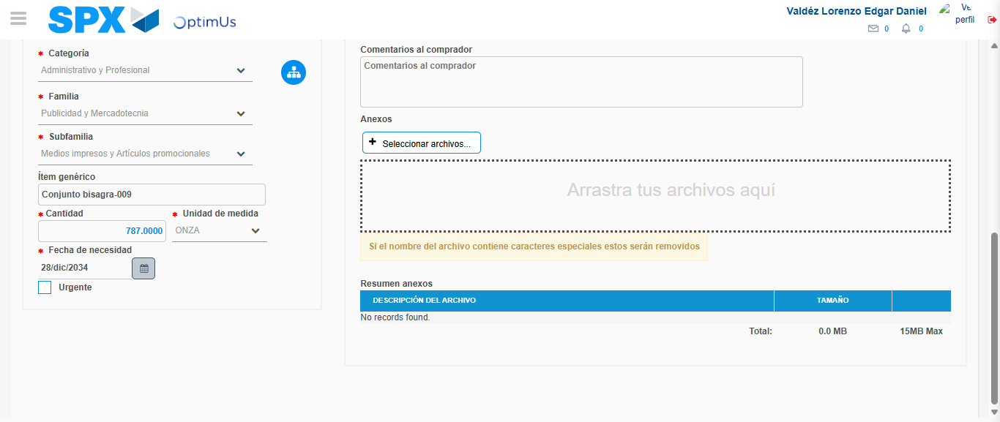 SPX
OptimUs
Valdéz Lorenzo Edgar Daniel
Ve
perfil
0
0
* Categoría
Administrativo y Profesional
* Familia
Publicidad y Mercadotecnia
* Subfamilia
Medios impresos y Artículos promocionales
Ítem genérico
Conjunto bisagra-009
* Cantidad
* Unidad de medida
787.0000
ONZA
* Fecha de necesidad
28/dic/2034
Urgente
Comentarios al comprador
Comentarios al comprador
Anexos
+ Seleccionar archivos...
Arrastra tus archivos aquí
Si el nombre del archivo contiene caracteres especiales estos serán removidos
Resumen anexos
DESCRIPCIÓN DEL ARCHIVO TAMAÑO
No records found.
Total: 0.0 MB 15MB Max